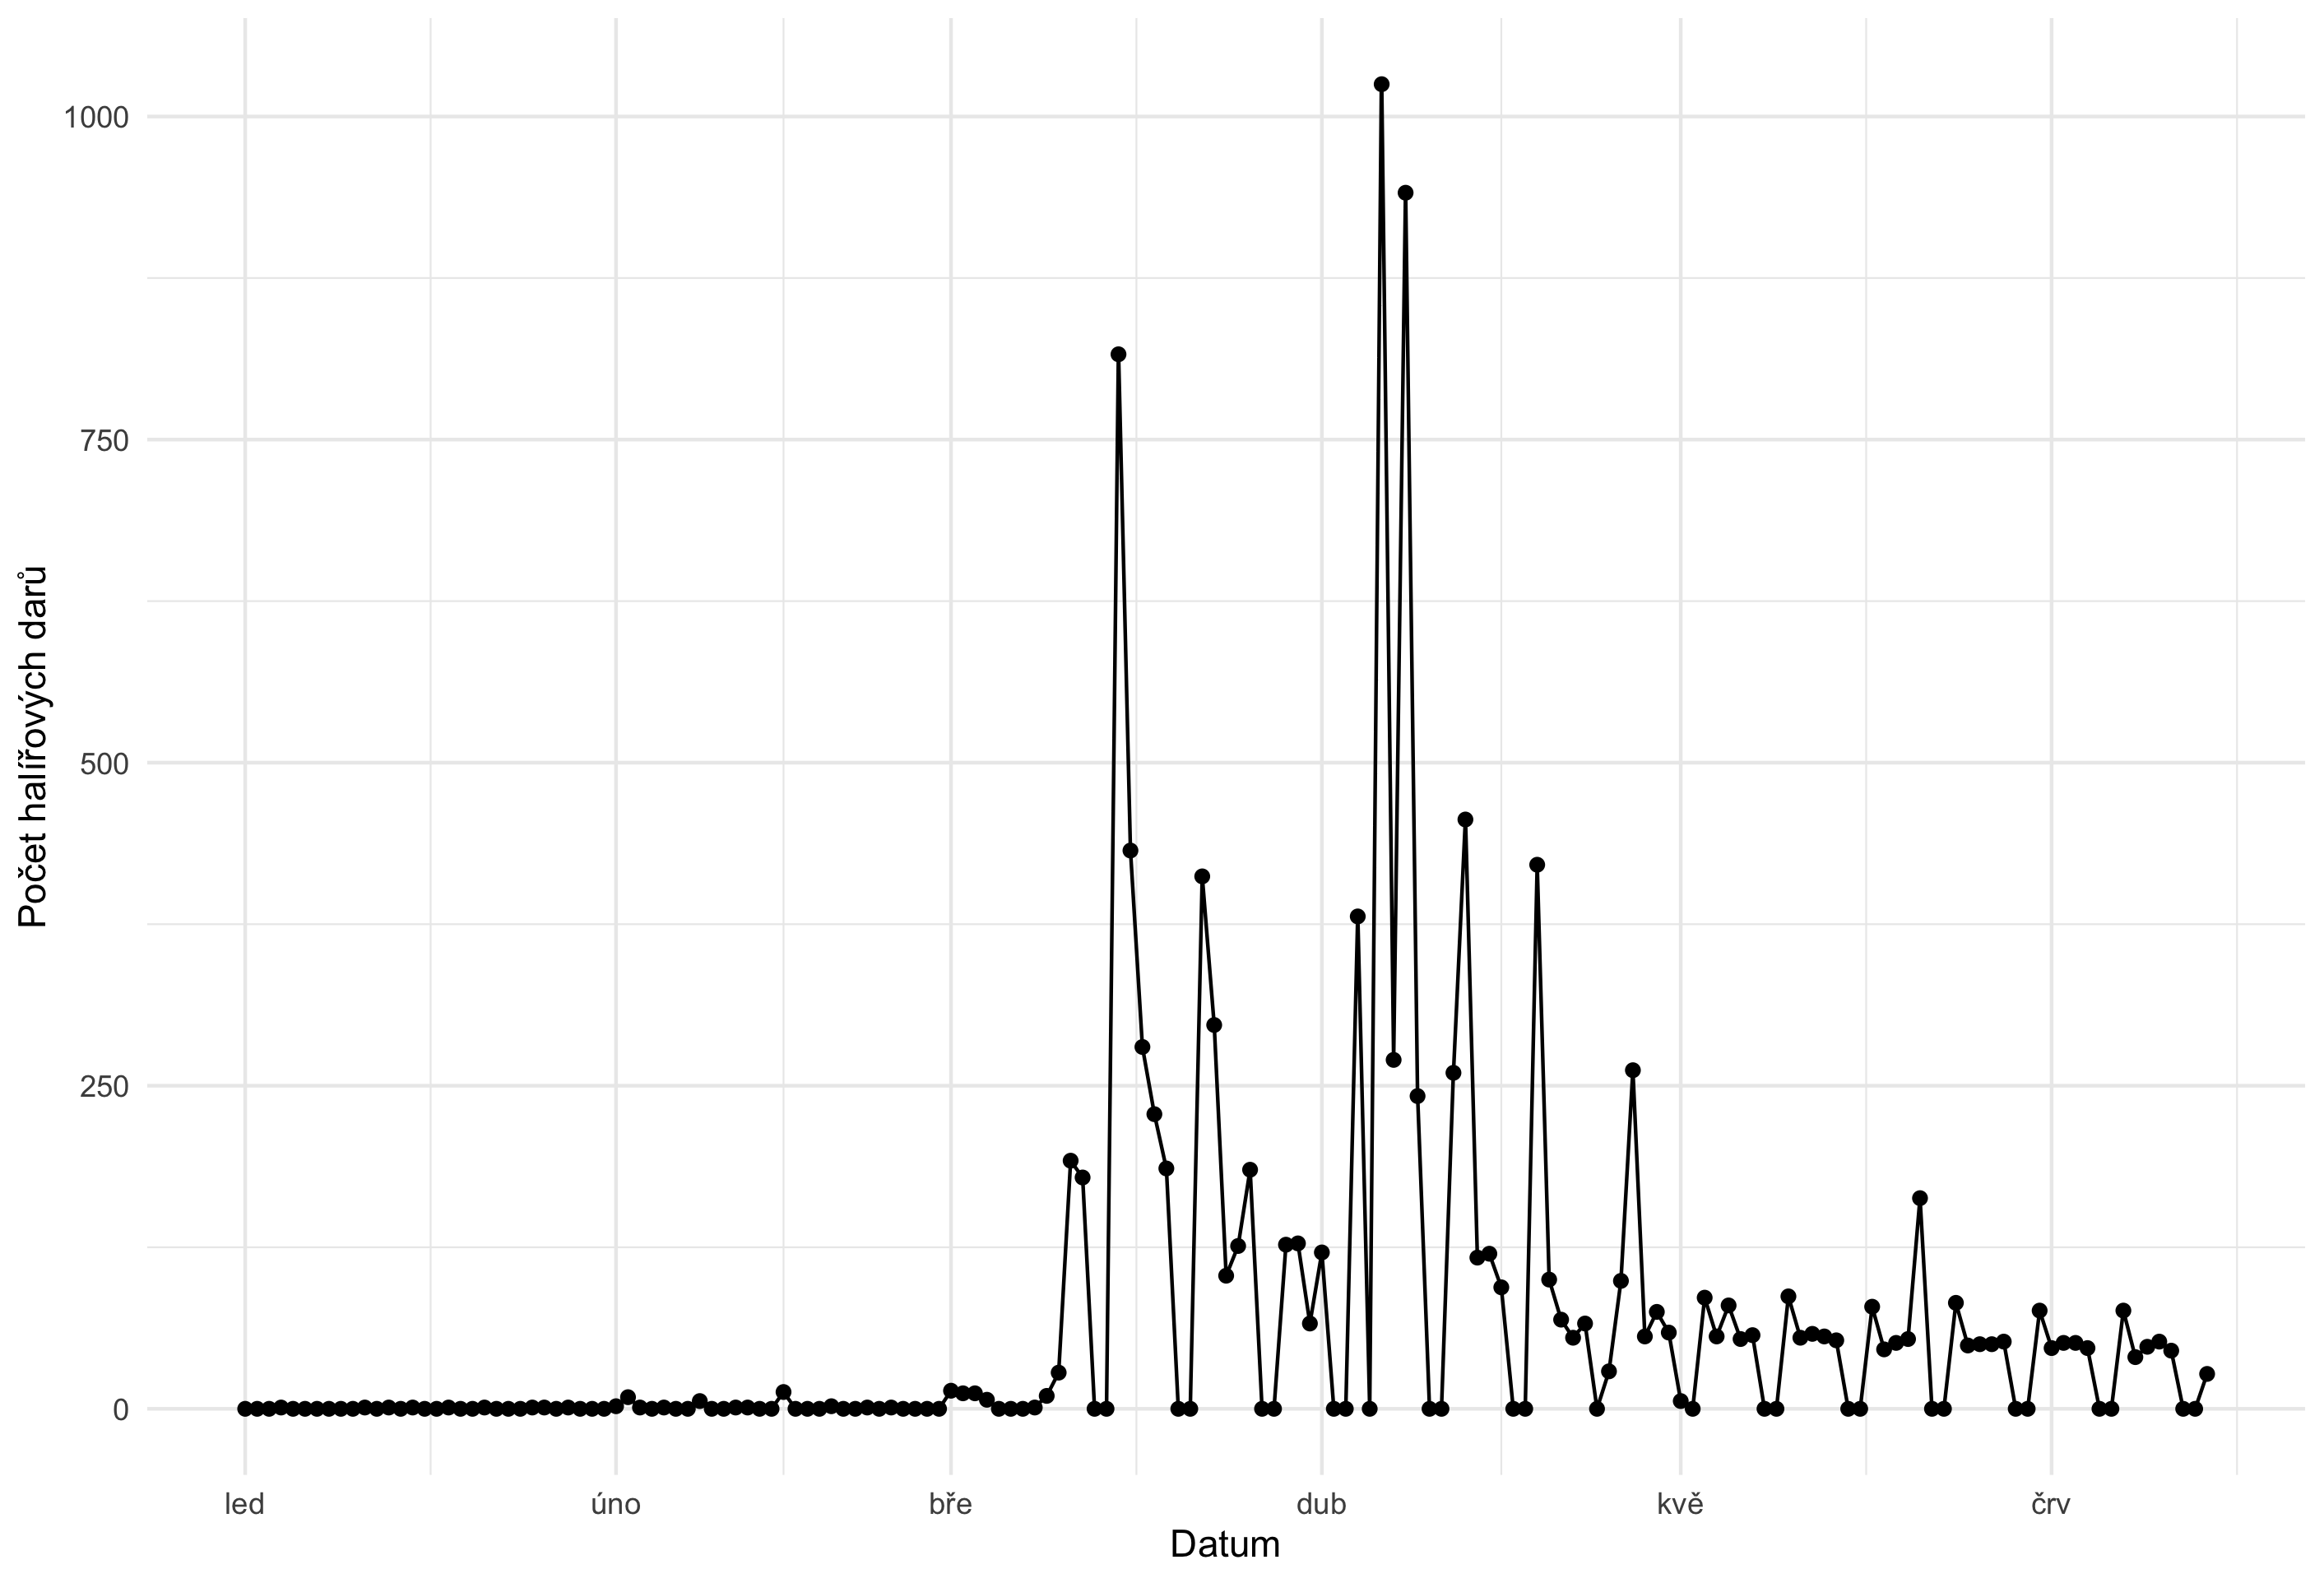 1000
750
500
250
0
Počet halířových darů
led
úno
bře
dub
kvě
črv
Datum